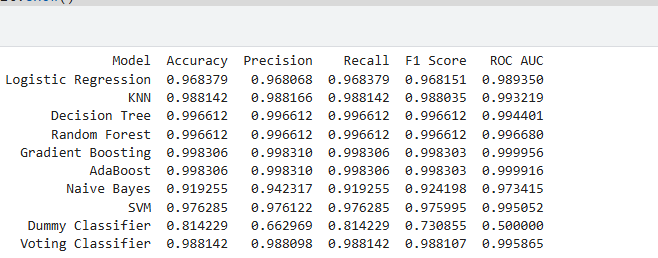 Model Accuracy Precision Recall F1 Score ROC AUC
Logistic Regression 0.968379 0.968068 0.968379 0.968151 0.989350
KNN 0.988142 0.988166 0.988142 0.988035 0.993219
Decision Tree 0.996612 0.996612 0.996612 0.996612 0.994401
Random Forest 0.996612 0.996612 0.996612 0.996612 0.996680
Gradient Boosting 0.998306 0.998310 0.998306 0.998303 0.999956
AdaBoost 0.998306 0.998310 0.998306 0.998303 0.999916
Naive Bayes 0.919255 0.942317 0.919255 0.924198 0.973415
SVM 0.976285 0.976122 0.976285 0.975995 0.995052
Dummy Classifier 0.814229 0.662969 0.814229 0.730855 0.500000
Voting Classifier 0.988142 0.988098 0.988142 0.988107 0.995865